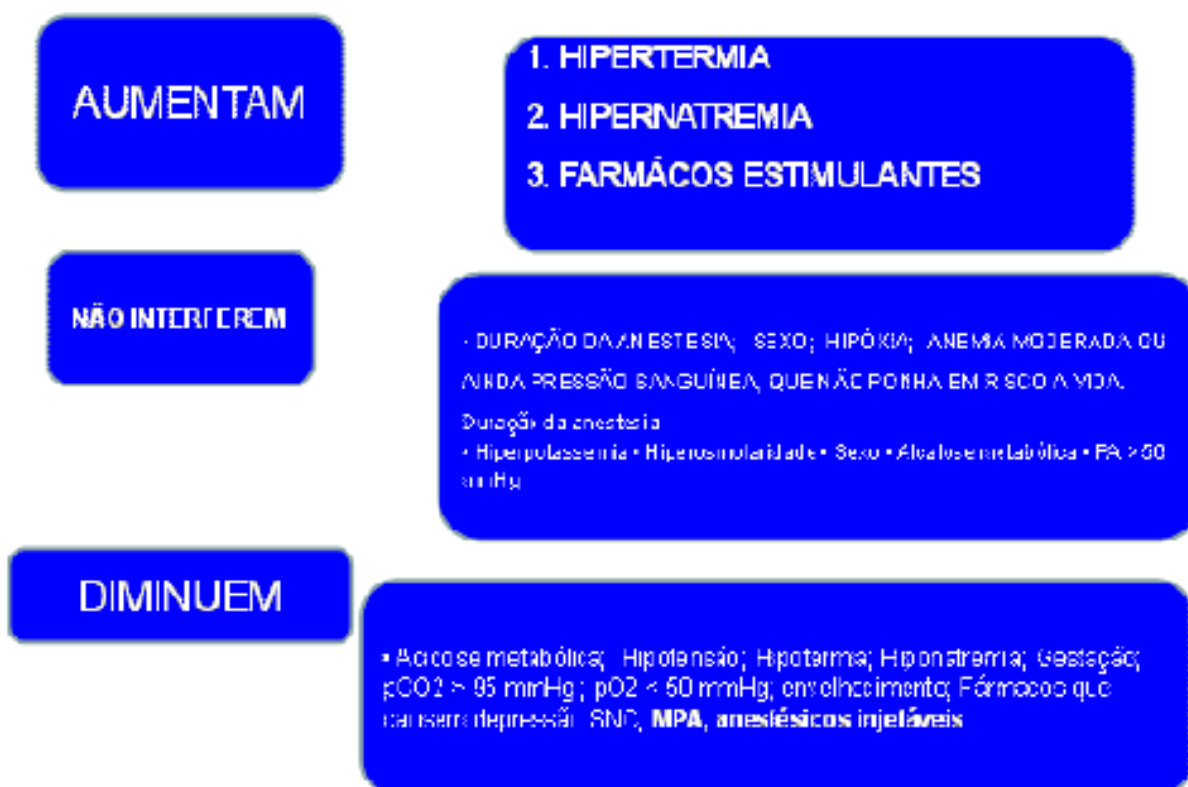 AUMENTAM
1. HIPERTERMIA
2. HIPERNATREMIA
3. FARMÁCOS ESTIMULANTES
NÃO INTERFEREM
• DURAÇÃO DA ANESTESIA; SEXO; HIPÓXIA; ANEMIA MODERADA OU
AINDA PRESSÃO SANGUÍNEA, QUE NÃO PONHA EM RISCO A VIDA.
Duração da anestesia
• Hiperpotassemia • Hiperosmolaridade • Sexo • Alcalose metabólica • PA > 50
mmHg
DIMINUEM
• Acidose metabólica; Hipotensão; Hipotermia; Hiponatremia; Gestação;
pCO2 > 95 mmHg; pO2 < 50 mmHg; envelhecimento; Fármacos que
causem depressão SNC, MPA, anestésicos injetáveis